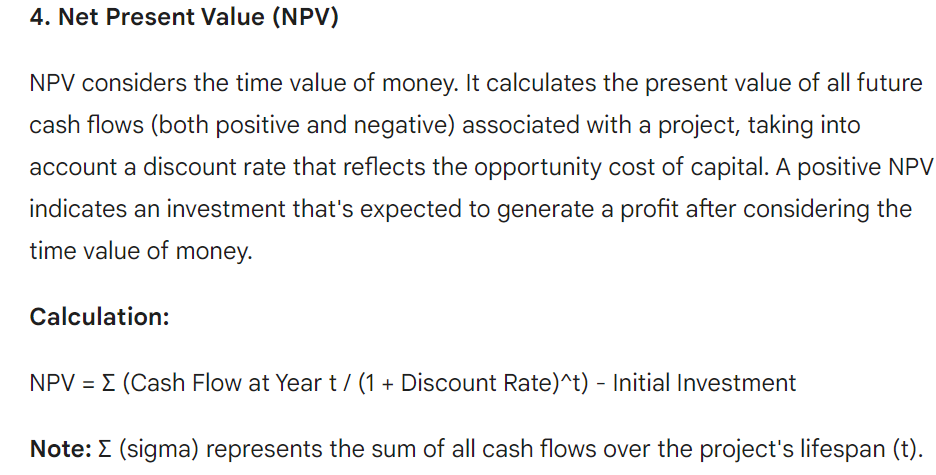 4. Net Present Value (NPV)
NPV considers the time value of money. It calculates the present value of all future
cash flows (both positive and negative) associated with a project, taking into
account a discount rate that reflects the opportunity cost of capital. A positive NPV
indicates an investment that's expected to generate a profit after considering the
time value of money.
Calculation:
NPV = Σ (Cash Flow at Year t / (1 + Discount Rate)^t) - Initial Investment
Note: Σ (sigma) represents the sum of all cash flows over the project's lifespan (t).